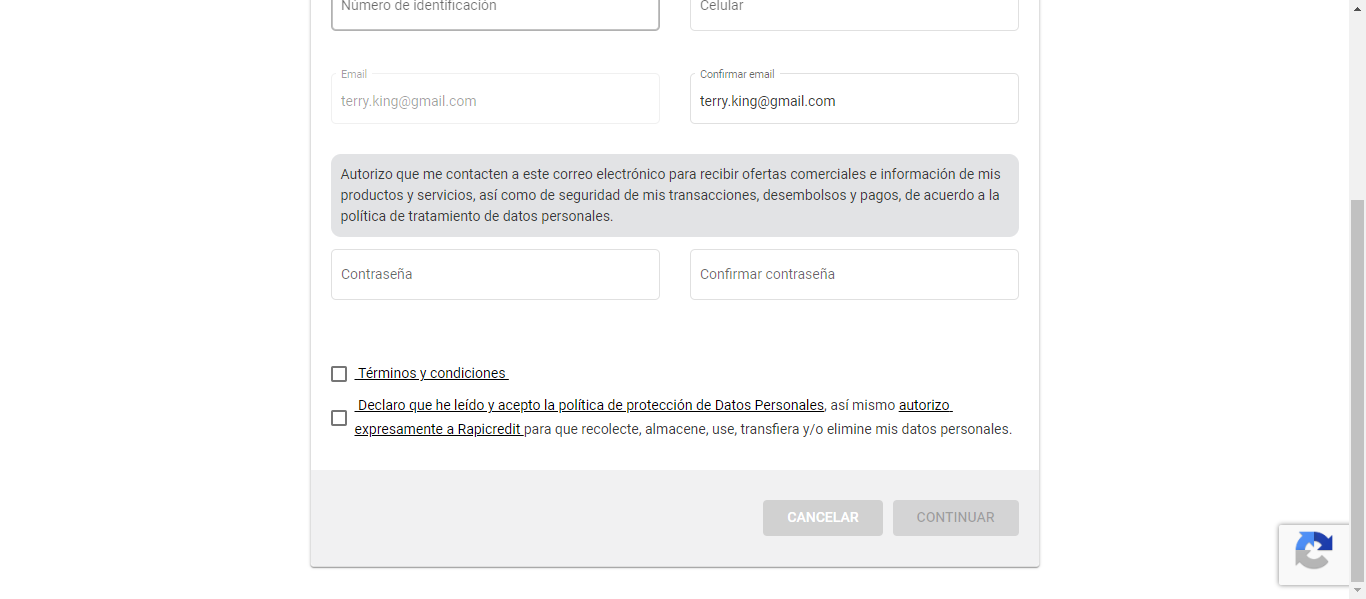 Número de identificación
Celular
Email
Confirmar email
terry.king@gmail.com
terry.king@gmail.com
Autorizo que me contacten a este correo electrónico para recibir ofertas comerciales e información de mis
productos y servicios, así como de seguridad de mis transacciones, desembolsos y pagos, de acuerdo a la
política de tratamiento de datos personales.
Contraseña
Confirmar contraseña
Términos y condiciones
Declaro que he leído y acepto la política de protección de Datos Personales, así mismo autorizo
expresamente a Rapicredit para que recolecte, almacene, use, transfiera y/o elimine mis datos personales.
CANCELAR
CONTINUAR